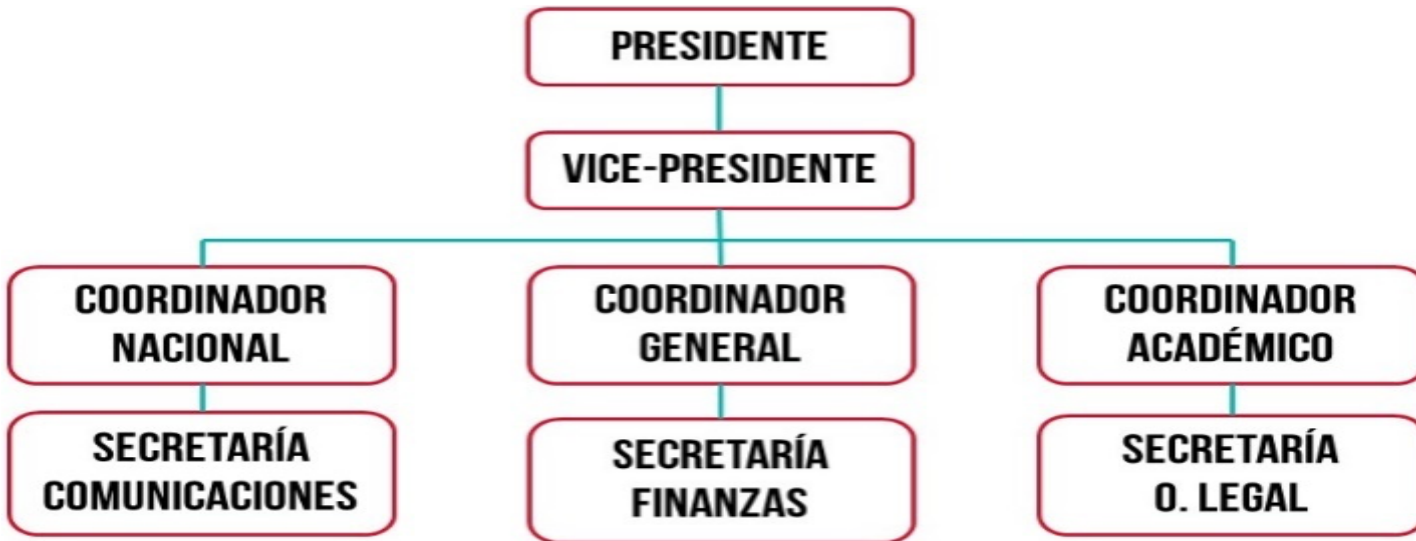 PRESIDENTE
VICE-PRESIDENTE
COORDINADOR
NACIONAL
COORDINADOR
GENERAL
COORDINADOR
ACADÉMICO
SECRETARÍA
COMUNICACIONES
SECRETARÍA
FINANZAS
SECRETARÍA
O. LEGAL